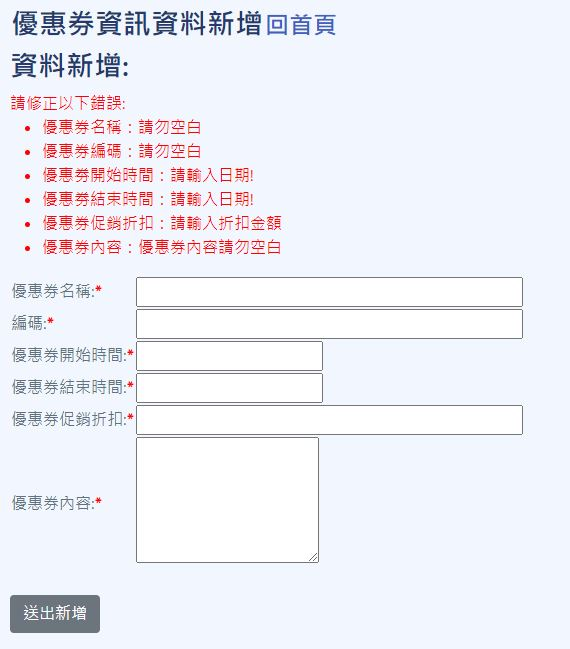 優惠券資訊資料新增回首頁
資料新增:
請修正以下錯誤:
優惠券名稱：請勿空白
優惠券編碼：請勿空白
優惠券開始時間：請輸入日期!
優惠券結束時間：請輸入日期!
優惠券促銷折扣：請輸入折扣金額
優惠券內容：優惠券內容請勿空白
優惠券名稱:*
編碼:*
優惠券開始時間:*
優惠券結束時間:*
優惠券促銷折扣:*
優惠券內容:*
送出新增